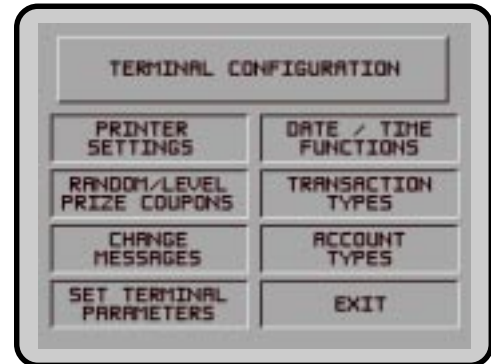 TERMINAL CONFIGURATION
PRINTER
SETTINGS
DATE / TIME
FUNCTIONS
RANDOM/LEVEL
PRIZE COUPONS
TRANSACTION
TYPES
CHANGE
MESSAGES
ACCOUNT
TYPES
SET TERMINAL
PARAMETERS
EXIT